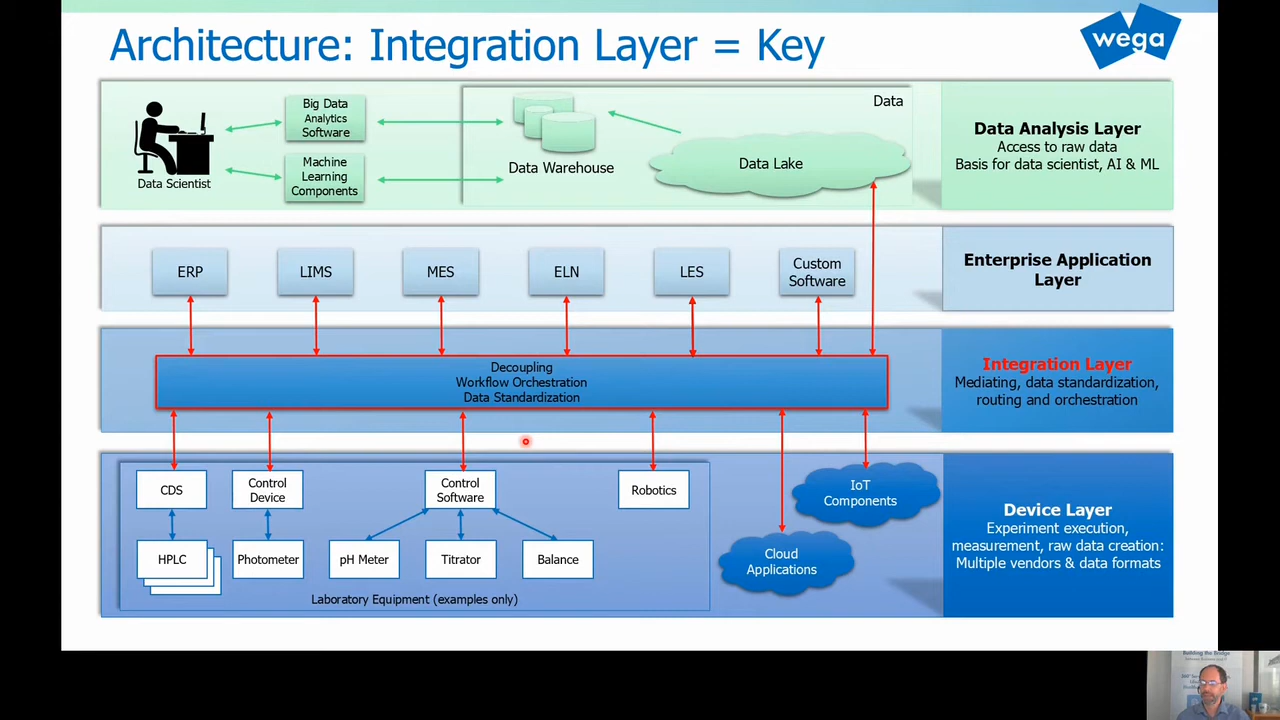 Architecture: Integration Layer = Key
wega
Big Data
Analytics
Software
Machine
Learning
Components
Data Scientist
Data Warehouse
Data Lake
Data
Data Analysis Layer
Access to raw data
Basis for data scientist, AI & ML
ERP
LIMS
MES
ELN
LES
Custom
Software
Enterprise Application
Layer
Decoupling
Workflow Orchestration
Data Standardization
Integration Layer
Mediating, data standardization,
routing and orchestration
CDS
Control
Device
Control
Software
Robotics
IoT
Components
HPLC
Photometer
pH Meter
Titrator
Balance
Cloud
Applications
Laboratory Equipment (examples only)
Device Layer
Experiment execution,
measurement, raw data creation:
Multiple vendors & data formats
Building the Bridge